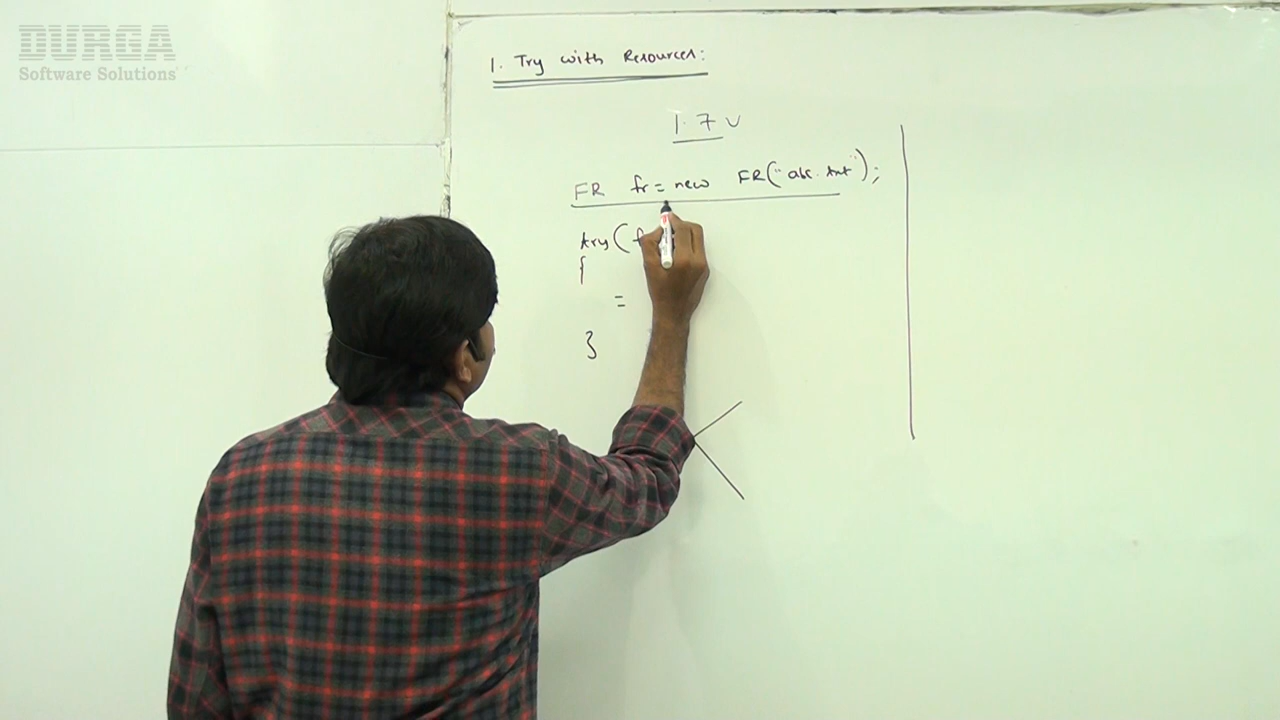 DURGA
Software Solutions
1. Try with Resources:
1.7 v
FR fr = new FR("abc.txt");
try(f
{
=
}